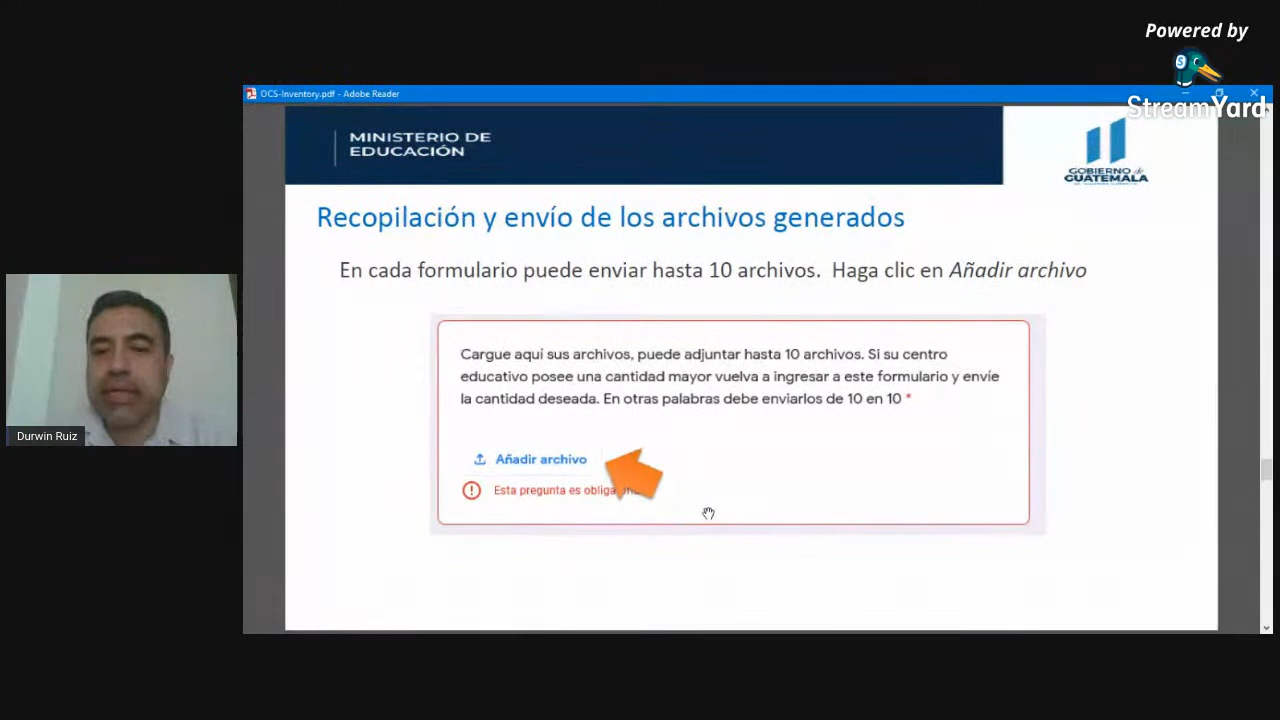 Powered by
StreamYard
OCS-Inventory.pdf - Adobe Reader
MINISTERIO DE
EDUCACIÓN
GOBIERNO de
GUATEMALA
Recopilación y envío de los archivos generados
En cada formulario puede enviar hasta 10 archivos. Haga clic en Añadir archivo
Cargue aquí sus archivos, puede adjuntar hasta 10 archivos. Si su centro
educativo posee una cantidad mayor vuelva a ingresar a este formulario y envíe
la cantidad deseada. En otras palabras debe enviarlos de 10 en 10 *
Añadir archivo
Esta pregunta es
Durwin Ruiz